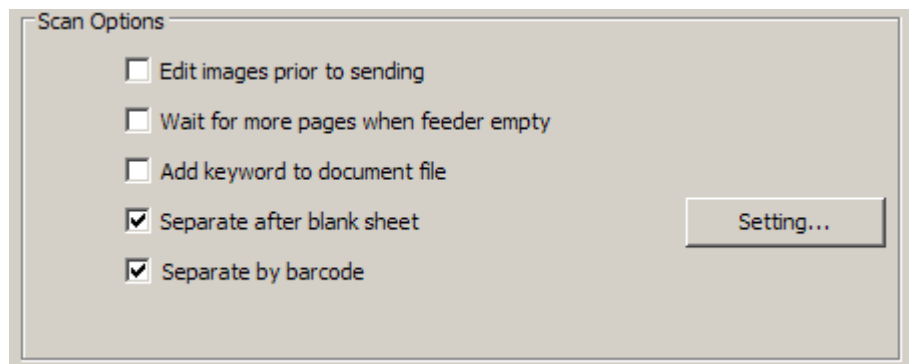 Scan Options
Edit images prior to sending
Wait for more pages when feeder empty
Add keyword to document file
Separate after blank sheet
Setting...
Separate by barcode